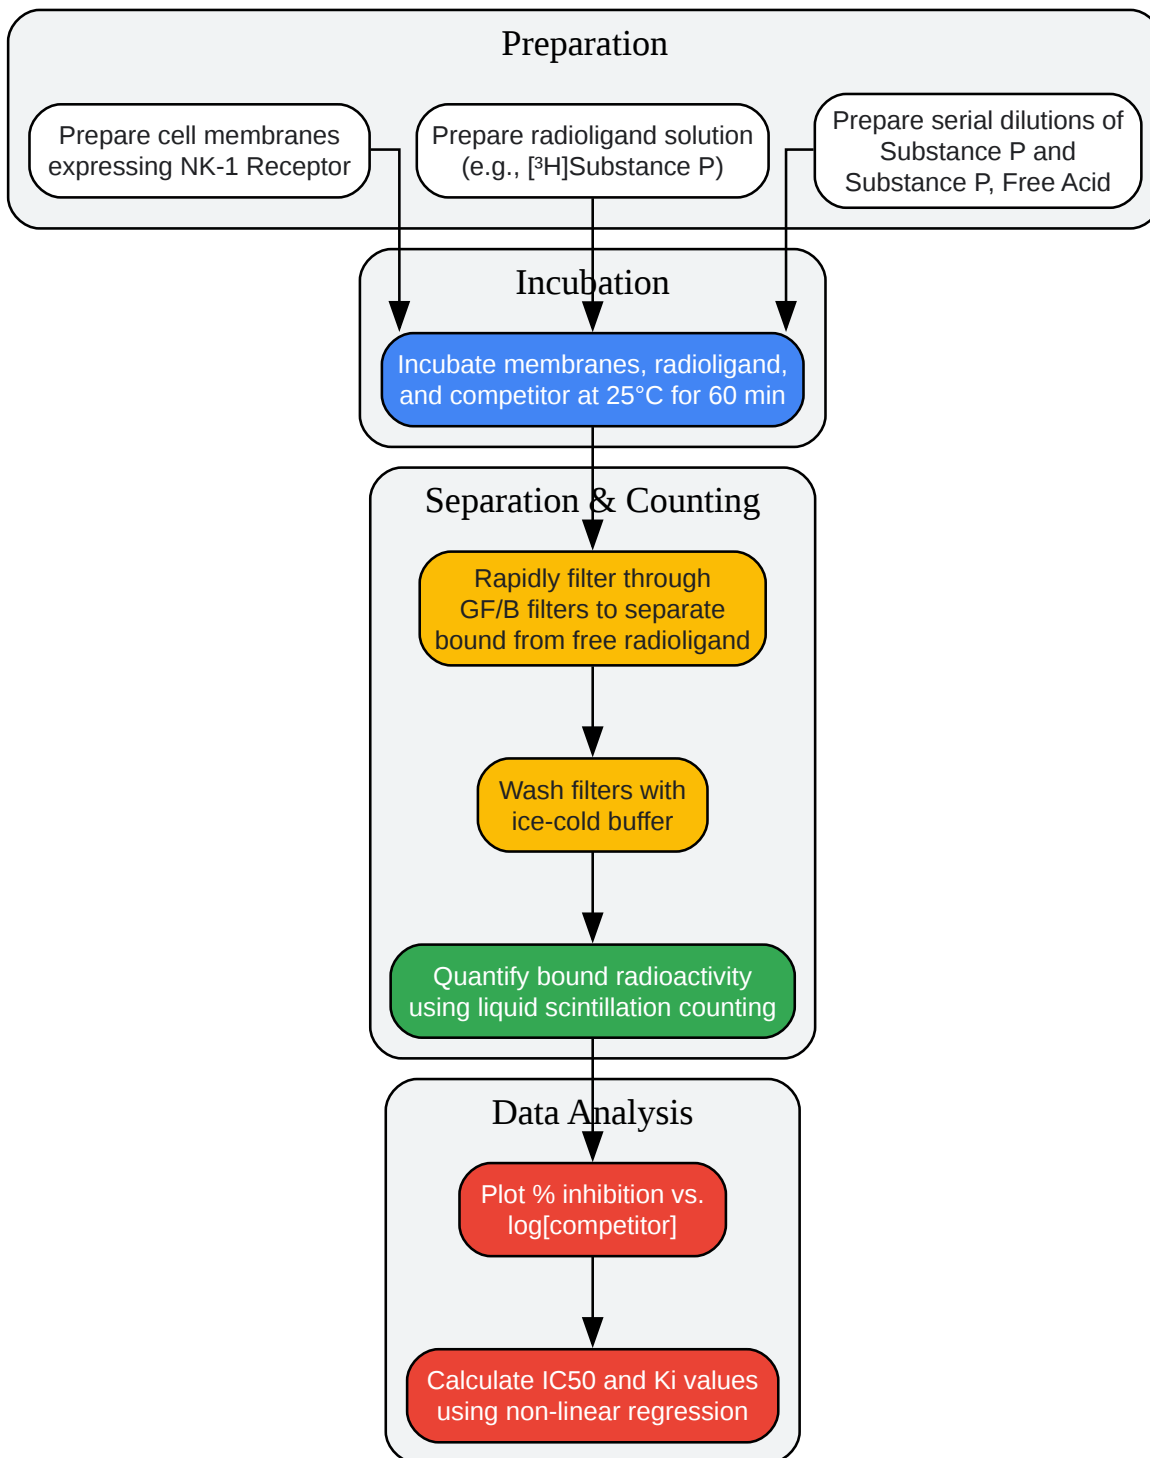 Preparation
Prepare cell membranes
expressing NK-1 Receptor
Prepare radioligand solution
(e.g., [³H]Substance P)
Prepare serial dilutions of
Substance P and
Substance P, Free Acid
Incubation
Incubate membranes, radioligand,
and competitor at 25°C for 60 min
Separation & Counting
Rapidly filter through
GF/B filters to separate
bound from free radioligand
Wash filters with
ice-cold buffer
Quantify bound radioactivity
using liquid scintillation counting
Data Analysis
Plot % inhibition vs.
log[competitor]
Calculate IC50 and Ki values
using non-linear regression